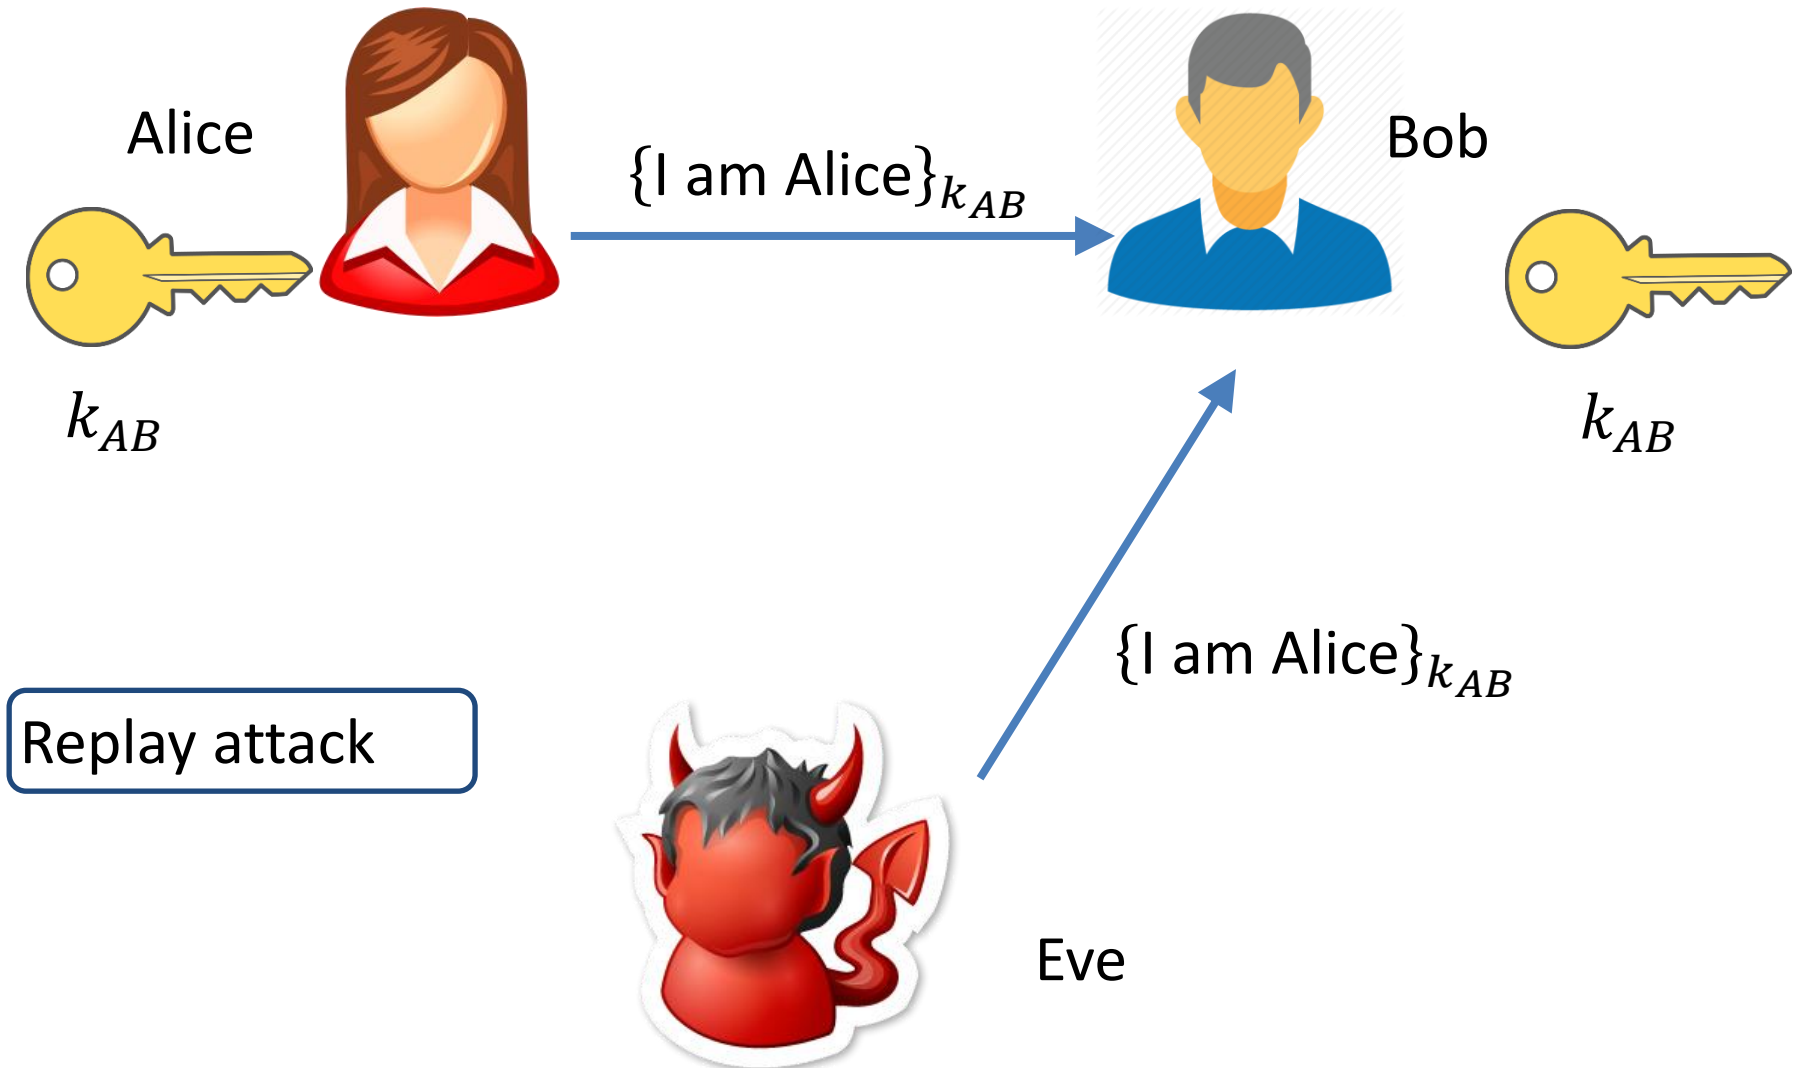 Alice
{I am Alice}k_AB
Bob
k_AB
k_AB
{I am Alice}k_AB
Replay attack
Eve